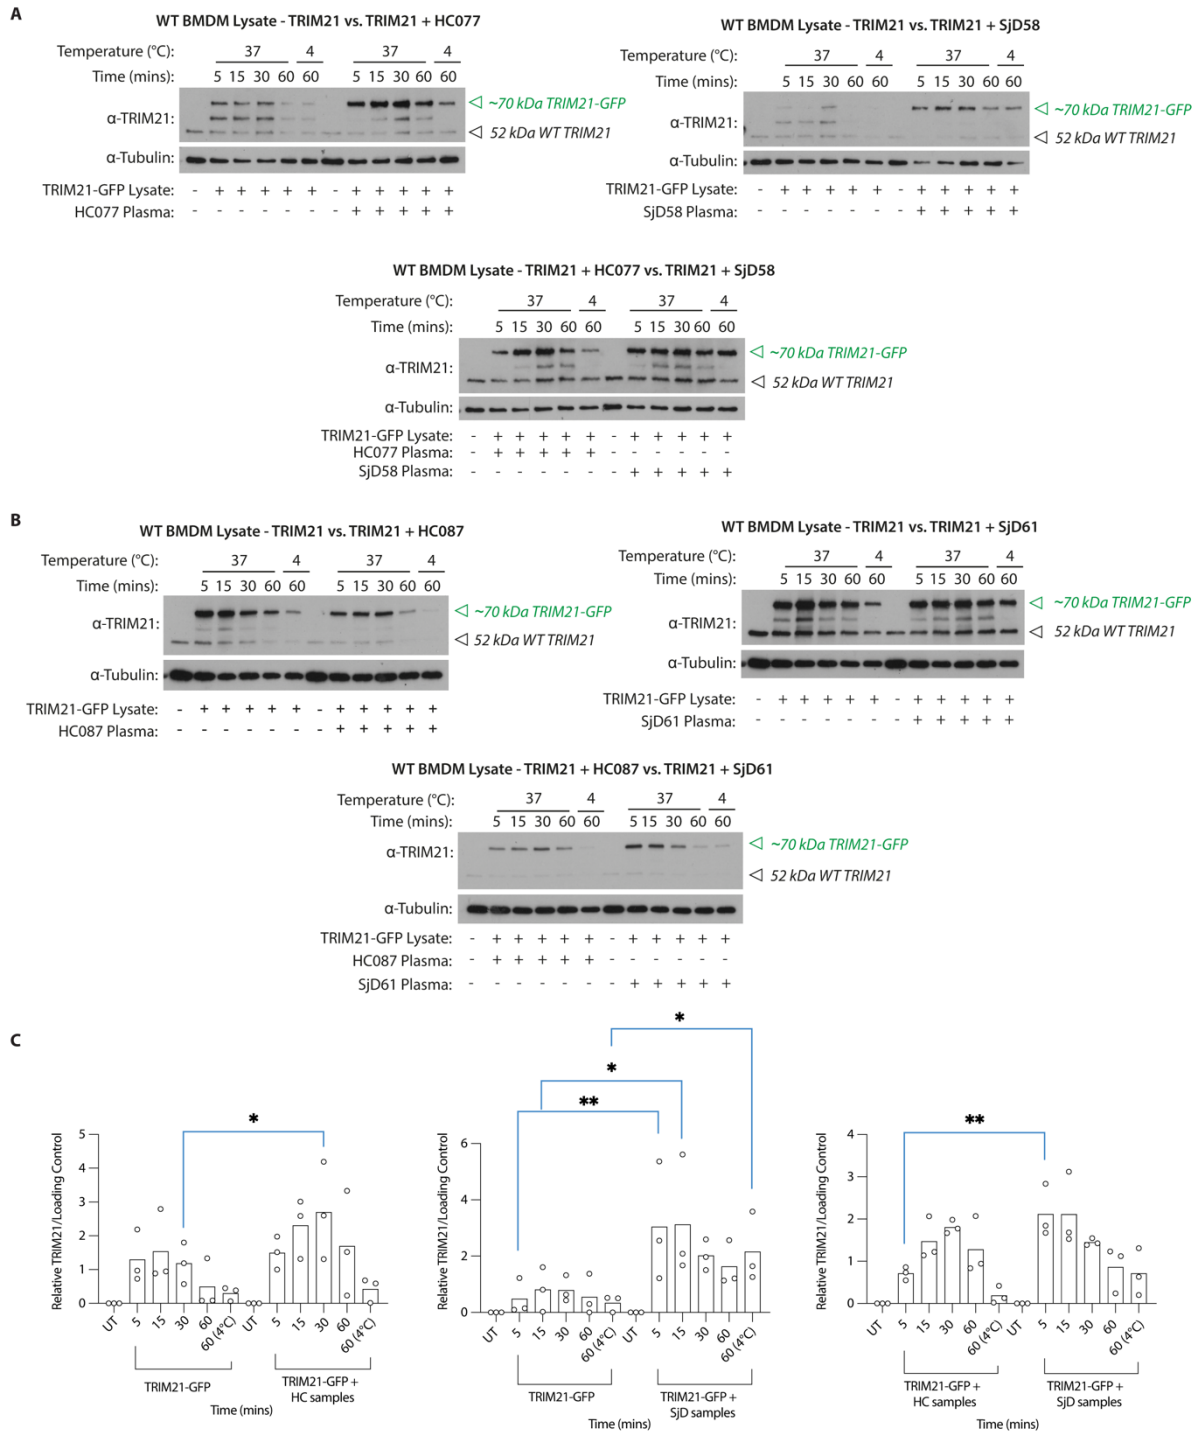 A
WT BMDM Lysate - TRIM21 vs. TRIM21 + HC077
Temperature (°C): 37 4 37 4
Time (mins): 5 15 30 60 60 5 15 30 60 60
α-TRIM21:
~70 kDa TRIM21-GFP
52 kDa WT TRIM21
α-Tubulin:
TRIM21-GFP Lysate: - + + + + + - + + + + +
HC077 Plasma: - - - - - - - + + + + +
WT BMDM Lysate - TRIM21 vs. TRIM21 + SjD58
Temperature (°C): 37 4 37 4
Time (mins): 5 15 30 60 60 5 15 30 60 60
α-TRIM21:
~70 kDa TRIM21-GFP
52 kDa WT TRIM21
α-Tubulin:
TRIM21-GFP Lysate: - + + + + + - + + + + +
SjD58 Plasma: - - - - - - - + + + + +
WT BMDM Lysate - TRIM21 + HC077 vs. TRIM21 + SjD58
Temperature (°C): 37 4 37 4
Time (mins): 5 15 30 60 60 5 15 30 60 60
α-TRIM21:
~70 kDa TRIM21-GFP
52 kDa WT TRIM21
α-Tubulin:
TRIM21-GFP Lysate: - + + + + + - + + + + +
HC077 Plasma: - + + + + + - - - - - -
SjD58 Plasma: - - - - - - - + + + + +
B
WT BMDM Lysate - TRIM21 vs. TRIM21 + HC087
Temperature (°C): 37 4 37 4
Time (mins): 5 15 30 60 60 5 15 30 60 60
α-TRIM21:
~70 kDa TRIM21-GFP
52 kDa WT TRIM21
α-Tubulin:
TRIM21-GFP Lysate: - + + + + + - + + + + +
HC087 Plasma: - - - - - - - + + + + +
WT BMDM Lysate - TRIM21 vs. TRIM21 + SjD61
Temperature (°C): 37 4 37 4
Time (mins): 5 15 30 60 60 5 15 30 60 60
α-TRIM21:
~70 kDa TRIM21-GFP
52 kDa WT TRIM21
α-Tubulin:
TRIM21-GFP Lysate: - + + + + + - + + + + +
SjD61 Plasma: - - - - - - - + + + + +
WT BMDM Lysate - TRIM21 + HC087 vs. TRIM21 + SjD61
Temperature (°C): 37 4 37 4
Time (mins): 5 15 30 60 60 5 15 30 60 60
α-TRIM21:
~70 kDa TRIM21-GFP
52 kDa WT TRIM21
α-Tubulin:
TRIM21-GFP Lysate: - + + + + + - + + + + +
HC087 Plasma: - + + + + + - - - - - -
SjD61 Plasma: - - - - - - - + + + + +
C
*
Relative TRIM21/Loading Control
5
4
3
2
1
0
UT 5 15 30 60 60 (4°C) UT 5 15 30 60 60 (4°C)
TRIM21-GFP
TRIM21-GFP +
HC samples
Time (mins)
*
*
**
Relative TRIM21/Loading Control
6
4
2
0
UT 5 15 30 60 60 (4°C) UT 5 15 30 60 60 (4°C)
TRIM21-GFP
TRIM21-GFP +
SjD samples
Time (mins)
**
Relative TRIM21/Loading Control
4
3
2
1
0
UT 5 15 30 60 60 (4°C) UT 5 15 30 60 60 (4°C)
TRIM21-GFP +
HC samples
TRIM21-GFP +
SjD samples
Time (mins)